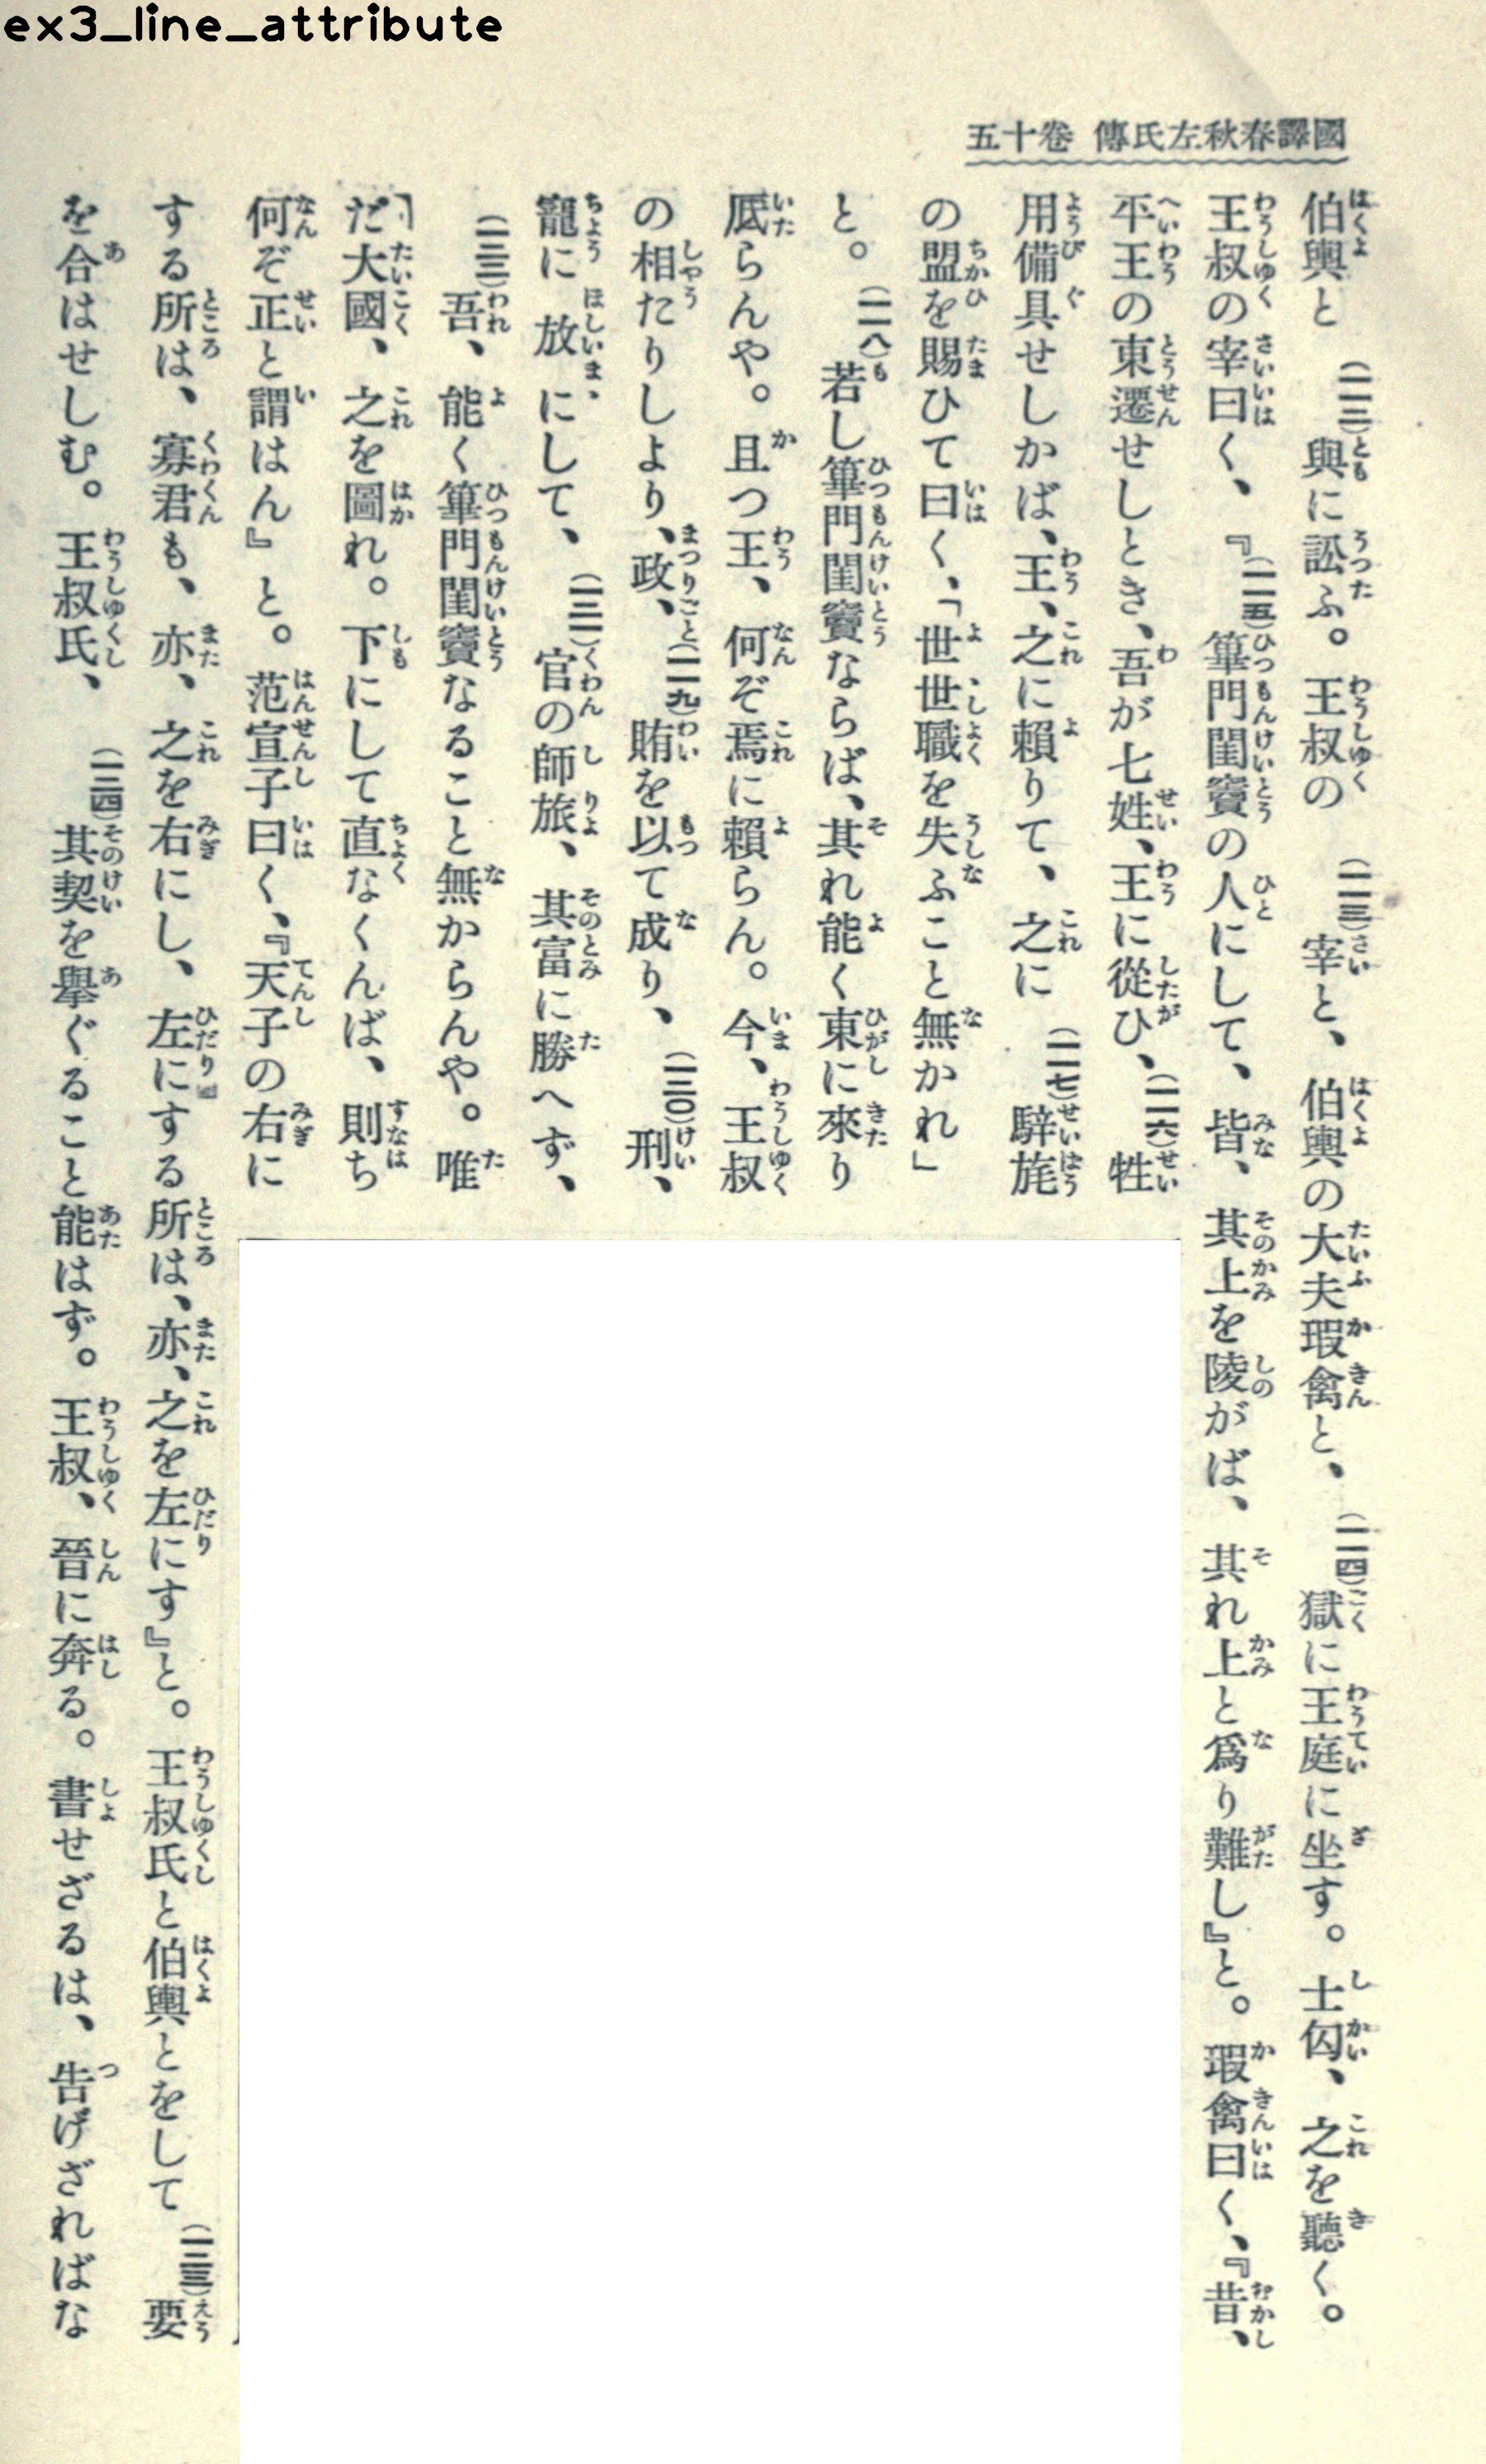 ex3_line_attribute
國譯春秋左氏傳 卷十五
伯輿と(一二)與に訟ふ。王叔の(一三)宰と、伯輿の大夫瑕禽と、(一四)獄に王庭に坐す。士匃、之を聽く。
王叔の宰曰く、『(一五)篳門閨竇の人にして、皆、其上を陵がば、其れ上と爲り難し』と。瑕禽曰く、『昔、
平王の東遷せしとき、吾が七姓、王に從ひ、(一六)牲
用備具せしかば、王、之に賴りて、之に(一七)騂旄
の盟を賜ひて曰く、「世世、職を失ふこと無かれ」
と。(一八)若し篳門閨竇ならば、其れ能く東に來り
厎らんや。且つ王、何ぞ焉に賴らん。今、王叔
の相たりしより、政、(一九)賄を以て成り、(二〇)刑、
寵に放にして、(二一)官の師旅、其富に勝へず、
(二二)吾、能く篳門閨竇なること無からんや。唯
だ大國、之を圖れ。下にして直なくんば、則ち
何ぞ正と謂はん』と。范宣子曰く、『天子の右に
する所は、寡君も、亦、之を右にし、左にする所は、亦、之を左にす』と。王叔氏と伯輿とをして(二三)要
を合はせしむ。王叔氏、(二四)其契を擧ぐること能はず。王叔、晉に奔る。書せざるは、告げざればな